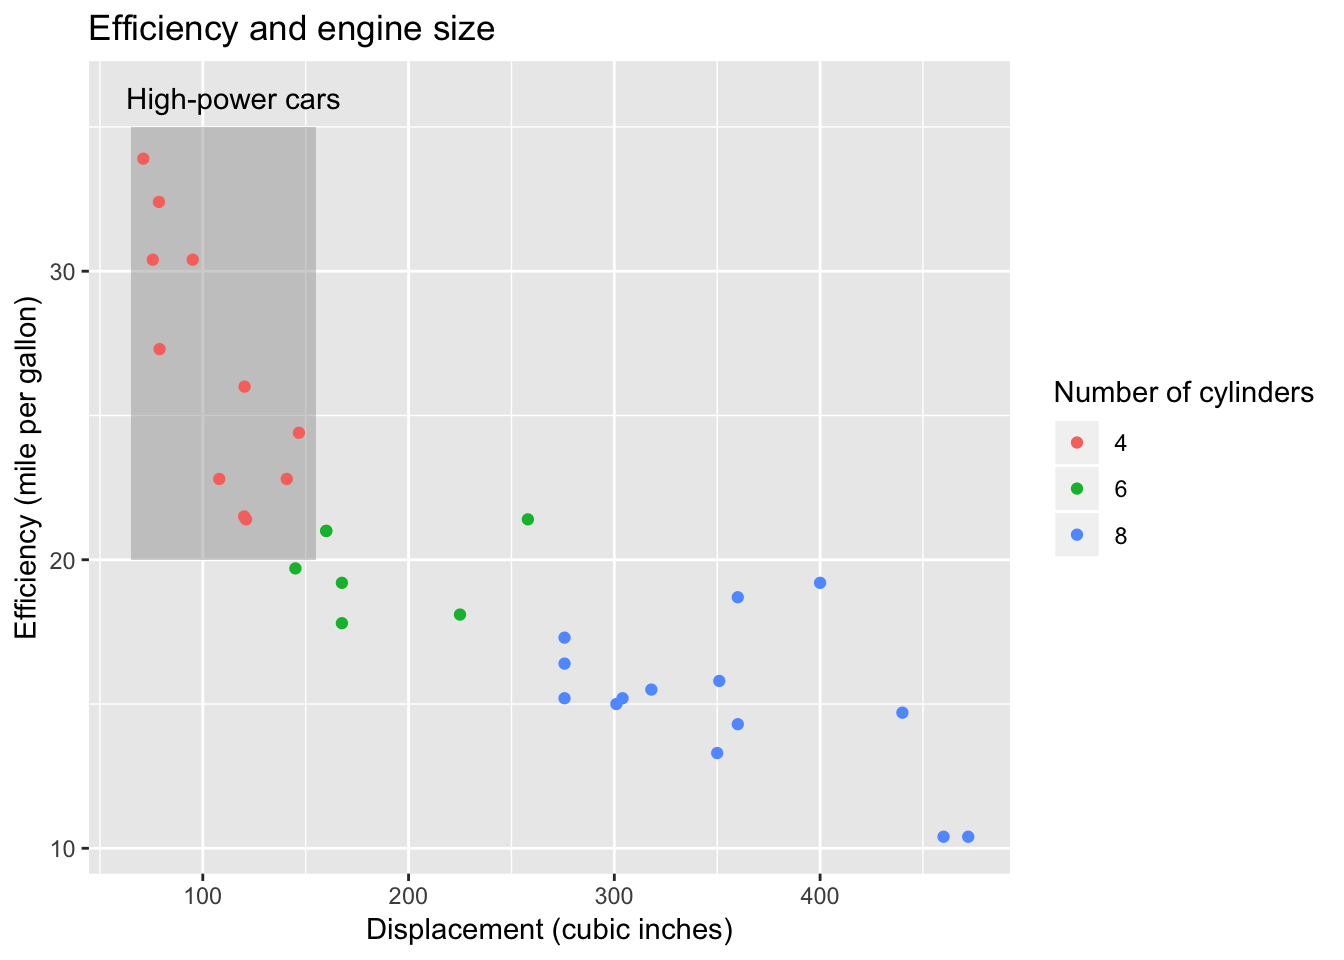 Efficiency and engine size
High-power cars
Efficiency (mile per gallon)
30
20
10
100
200
300
400
Displacement (cubic inches)
Number of cylinders
4
6
8